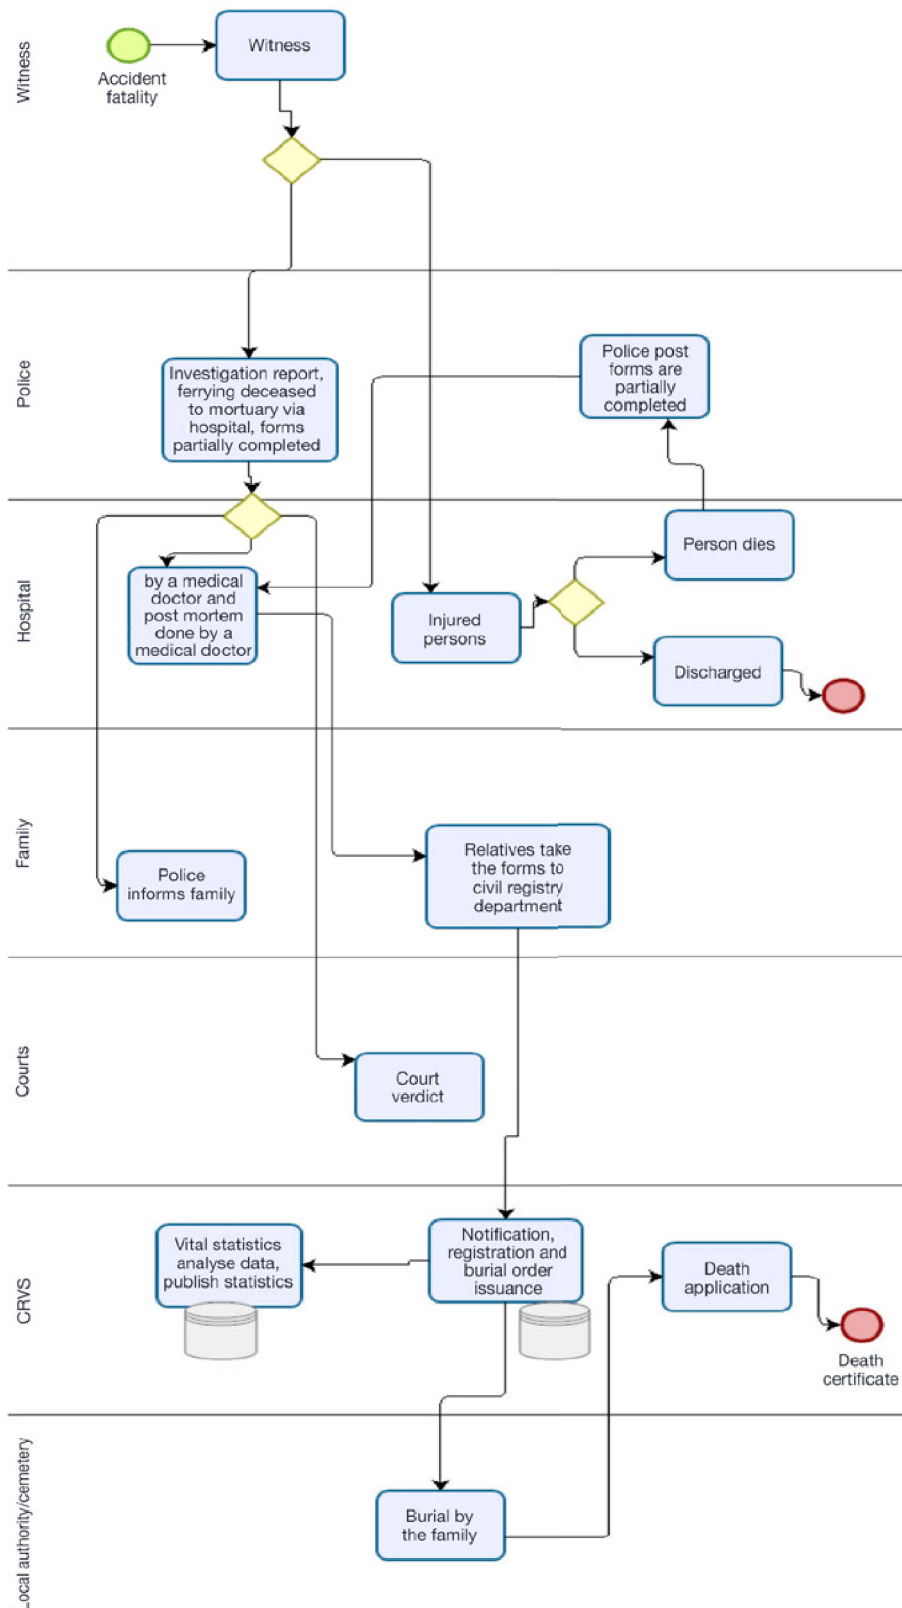 Witness
Accident
fatality
Witness
Police
Investigation report,
ferrying deceased
to mortuary via
hospital, forms
partially completed
Police post
forms are
partially
completed
Hospital
by a medical
doctor and
post mortem
done by a
medical doctor
Injured
persons
Person dies
Discharged
Family
Police
informs family
Relatives take
the forms to
civil registry
department
Courts
Court
verdict
CRVS
Vital statistics
analyse data,
publish statistics
Notification,
registration and
burial order
issuance
Death
application
Death
certificate
Local authority/cemetery
Burial by
the family